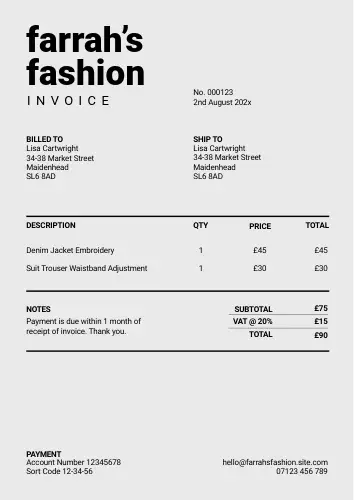 farrah's
fashion
INVOICE
No. 000123
2nd August 202x
BILLED TO
Lisa Cartwright
34-38 Market Street
Maidenhead
SL6 8AD
SHIP TO
Lisa Cartwright
34-38 Market Street
Maidenhead
SL6 8AD
DESCRIPTION QTY PRICE TOTAL
Denim Jacket Embroidery 1 £45 £45
Suit Trouser Waistband Adjustment 1 £30 £30
NOTES
Payment is due within 1 month of
receipt of invoice. Thank you.
SUBTOTAL £75
VAT @ 20% £15
TOTAL £90
PAYMENT
Account Number 12345678
Sort Code 12-34-56
hello@farrahsfashion.site.com
07123 456 789